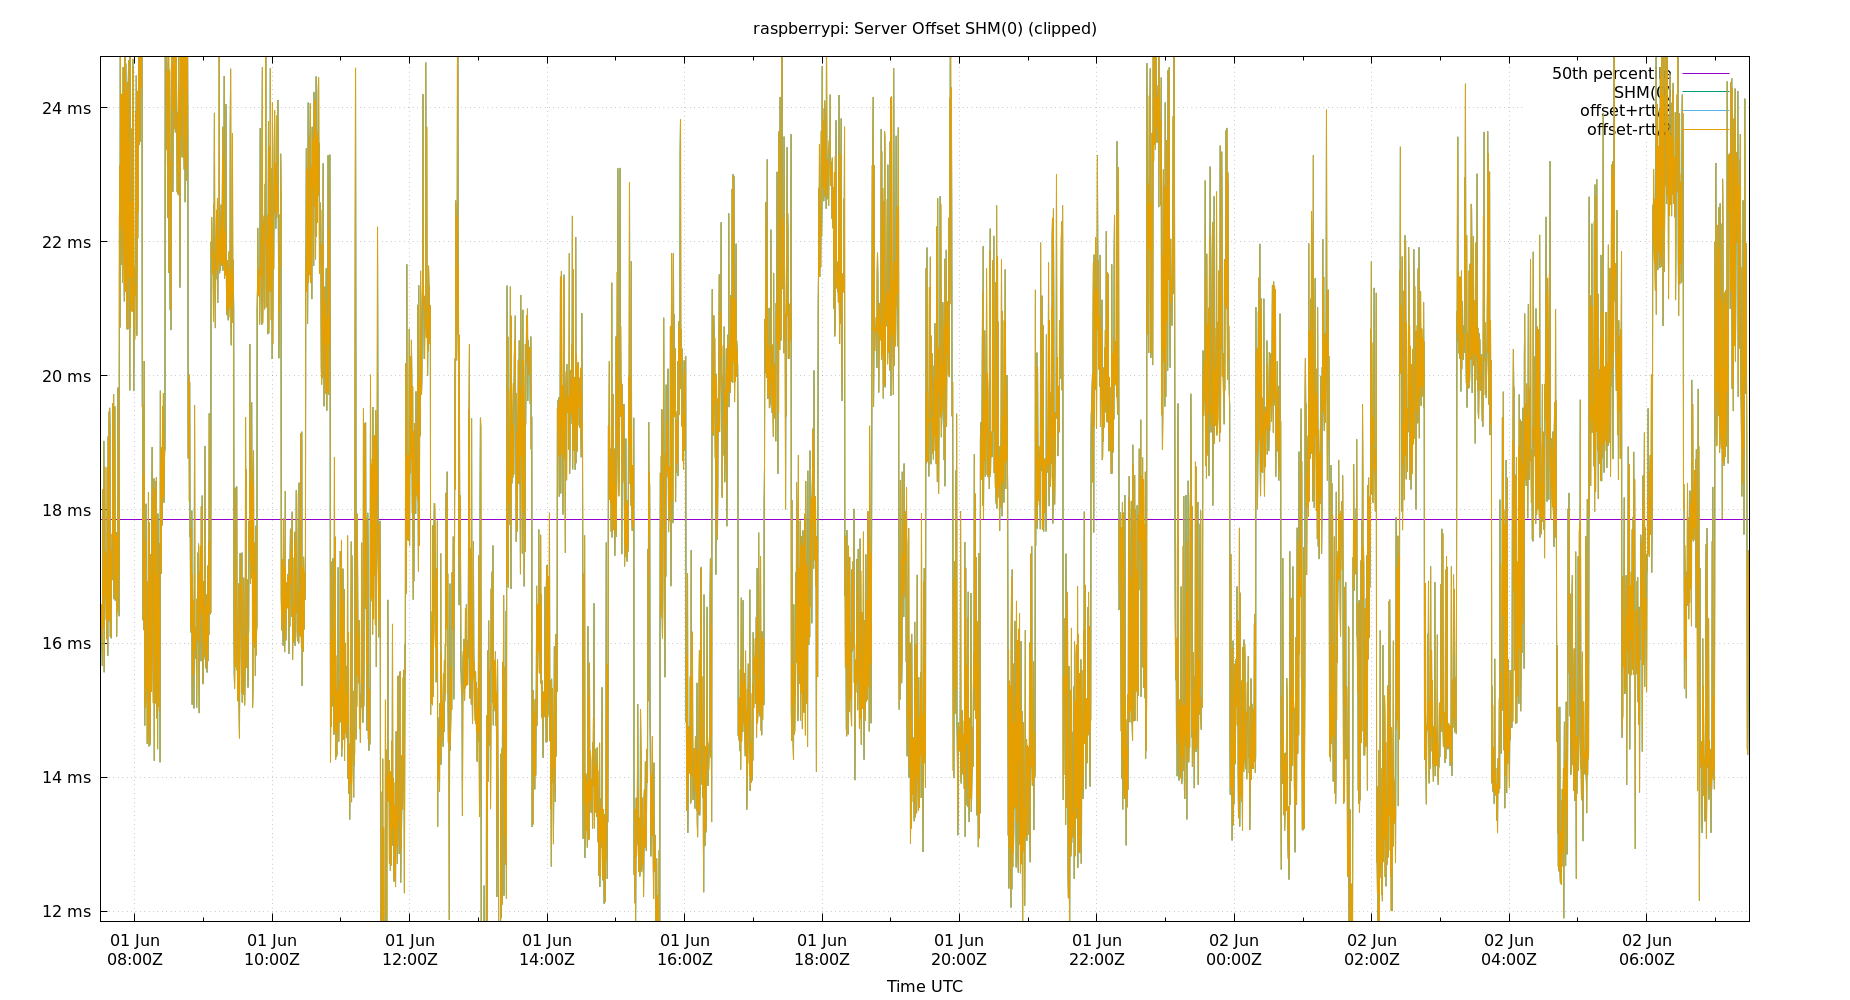 raspberrypi: Server Offset SHM(0) (clipped)
50th percentile
SHM(0)
offset+rtt/2
offset-rtt/2
24 ms
22 ms
20 ms
18 ms
16 ms
14 ms
12 ms
01 Jun 01 Jun 01 Jun 01 Jun 01 Jun 01 Jun 01 Jun 01 Jun 02 Jun 02 Jun 02 Jun 02 Jun
08:00Z 10:00Z 12:00Z 14:00Z 16:00Z 18:00Z 20:00Z 22:00Z 00:00Z 02:00Z 04:00Z 06:00Z
Time UTC